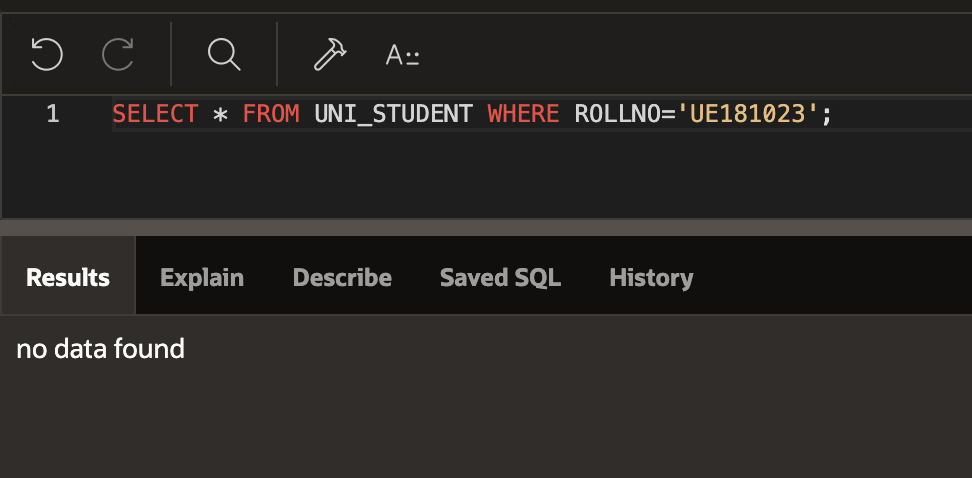 A::
1 SELECT * FROM UNI_STUDENT WHERE ROLLNO='UE181023';
Results Explain Describe Saved SQL History
no data found